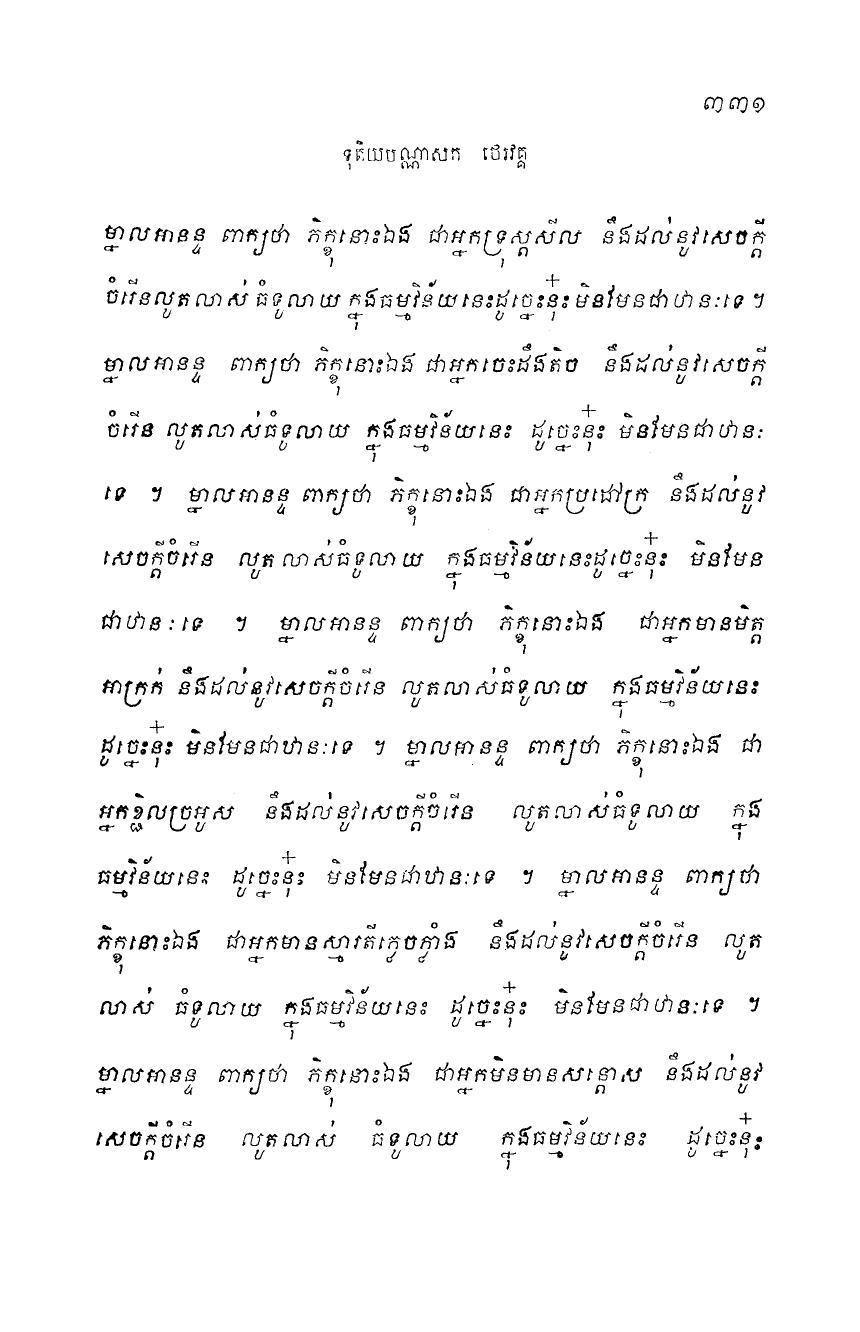 ៣៣១
ទុតិយបណ្ណាសក ថេរវគ្គ
ម្នាលអានន្ទ ពាក្យថា ភិក្ខុនោះឯង ជាអ្នកទ្រុស្តសីល នឹងដល់នូវសេចក្តី
ចំរើនលូតលាស់ ធំទូលាយ ក្នុងធម្មវិន័យនេះដូច្នេះនុ៎ះ មិនមែនជាឋានៈទេ ។
ម្នាលអានន្ទ ពាក្យថា ភិក្ខុនោះឯង ជាអ្នកចេះដឹងតិច នឹងដល់នូវសេចក្តី
ចំរើន លូតលាស់ធំទូលាយ ក្នុងធម្មវិន័យនេះ ដូច្នេះនុ៎ះ មិនមែនជាឋានៈ
ទេ ។ ម្នាលអានន្ទ ពាក្យថា ភិក្ខុនោះឯង ជាអ្នកប្រដៅក្រ នឹងដល់នូវ
សេចក្តីចំរើន លូតលាស់ធំទូលាយ ក្នុងធម្មវិន័យនេះដូច្នេះនុ៎ះ មិនមែន
ជាឋានៈទេ ។ ម្នាលអានន្ទ ពាក្យថា ភិក្ខុនោះឯង ជាអ្នកមានមិត្ត
អាក្រក់ នឹងដល់នូវសេចក្តីចំរើន លូតលាស់ធំទូលាយ ក្នុងធម្មវិន័យនេះ
ដូច្នេះនុ៎ះ មិនមែនជាឋានៈទេ ។ ម្នាលអានន្ទ ពាក្យថា ភិក្ខុនោះឯង ជា
អ្នកខ្ជិលច្រអូស នឹងដល់នូវសេចក្តីចំរើន លូតលាស់ធំទូលាយ ក្នុង
ធម្មវិន័យនេះ ដូច្នេះនុ៎ះ មិនមែនជាឋានៈទេ ។ ម្នាលអានន្ទ ពាក្យថា
ភិក្ខុនោះឯង ជាអ្នកមានស្មារតីភ្លេចភ្លាំង នឹងដល់នូវសេចក្តីចំរើន លូត
លាស់ ធំទូលាយ ក្នុងធម្មវិន័យនេះ ដូច្នេះនុ៎ះ មិនមែនជាឋានៈទេ ។
ម្នាលអានន្ទ ពាក្យថា ភិក្ខុនោះឯង ជាអ្នកមិនមានសន្តោស នឹងដល់នូវ
សេចក្តីចំរើន លូតលាស់ ធំទូលាយ ក្នុងធម្មវិន័យនេះ ដូច្នេះនុ៎ះ